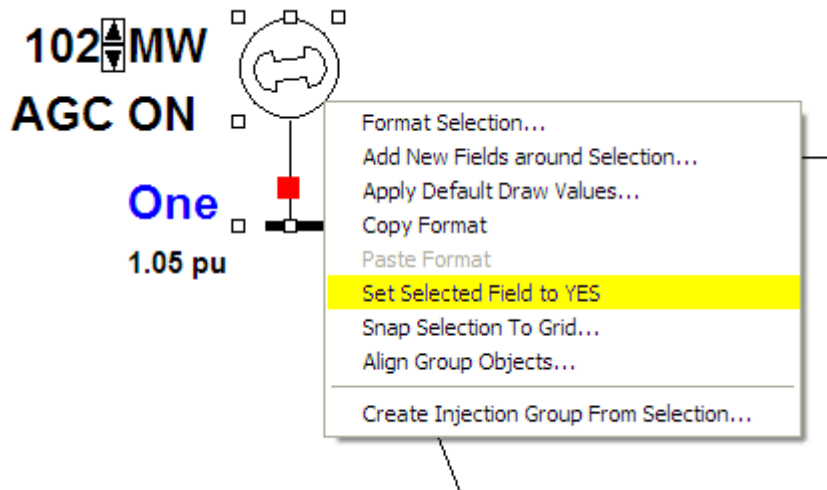 102 MW
AGC ON
One
1.05 pu
Format Selection...
Add New Fields around Selection...
Apply Default Draw Values...
Copy Format
Paste Format
Set Selected Field to YES
Snap Selection To Grid...
Align Group Objects...
Create Injection Group From Selection...